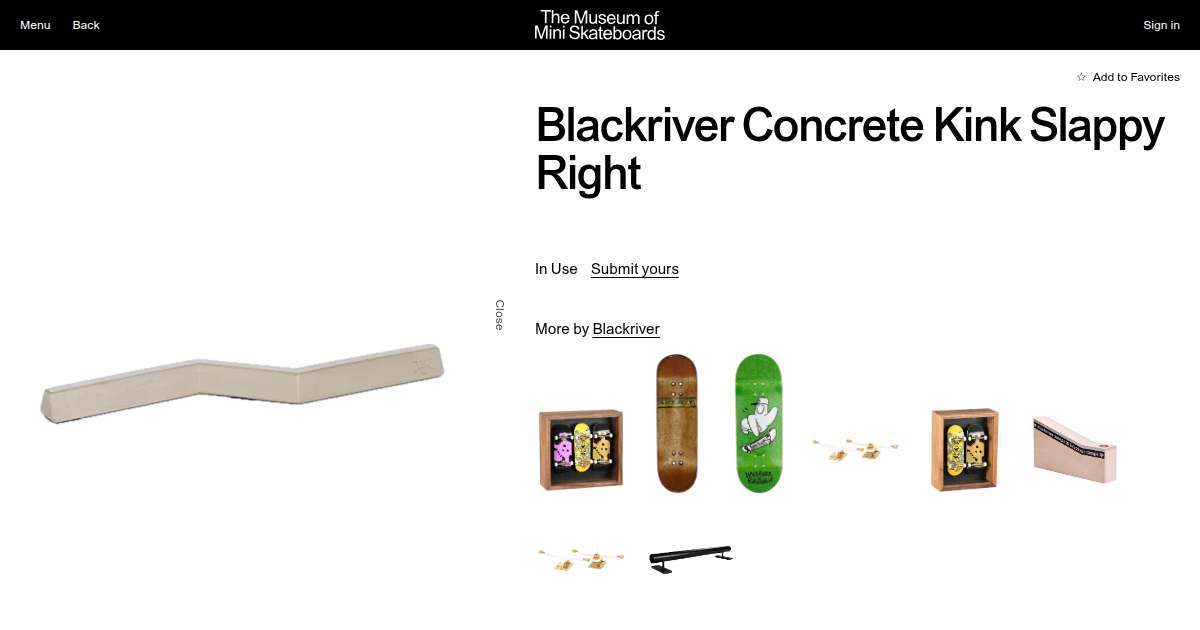 Menu
Back
The Museum of
Mini Skateboards
Sign in
☆ Add to Favorites
Blackriver Concrete Kink Slappy
Right
In Use
Submit yours
Close
More by Blackriver